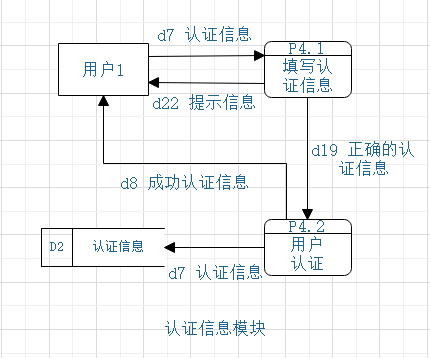 d7 认证信息
用户1
P4.1
填写认
证信息
d22 提示信息
d19 正确的认
证信息
d8 成功认证信息
P4.2
用户
认证
D2
认证信息
d7 认证信息
认证信息模块